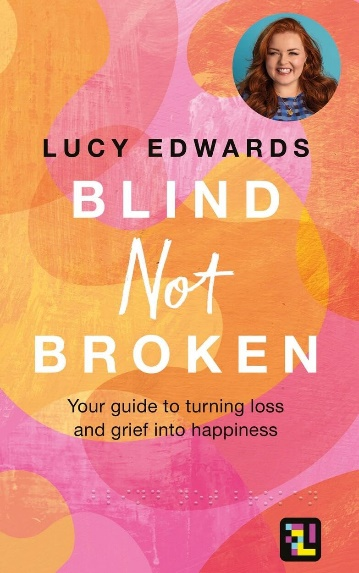 LUCY EDWARDS
BLIND
Not
BROKEN
Your guide to turning loss
and grief into happiness